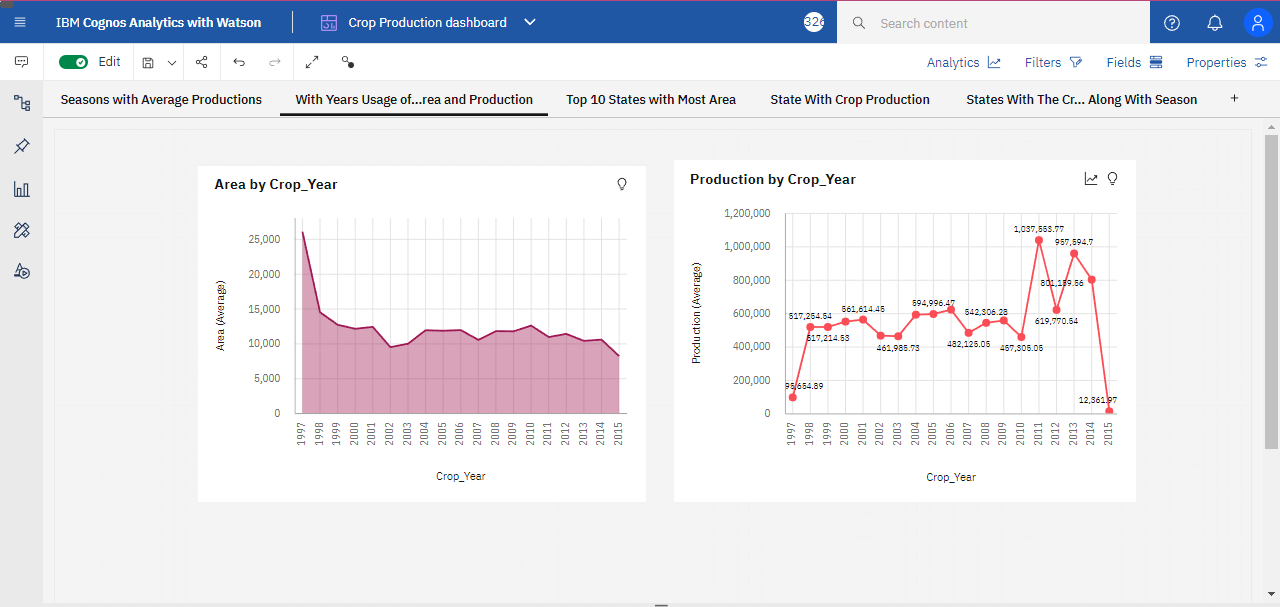 IBM Cognos Analytics with Watson
Crop Production dashboard
326
Search content
Edit
Analytics
Filters
Fields
Properties
Seasons with Average Productions
With Years Usage of...rea and Production
Top 10 States with Most Area
State With Crop Production
States With The Cr... Along With Season
+
Area by Crop_Year
25,000
20,000
15,000
10,000
5,000
0
Area (Average)
1997 1998 1999 2000 2001 2002 2003 2004 2005 2006 2007 2008 2009 2010 2011 2012 2013 2014 2015
Crop_Year
Production by Crop_Year
1,200,000
1,000,000
800,000
600,000
400,000
200,000
0
Production (Average)
95,654.89
517,254.54
517,214.53
561,614.45
461,985.73
594,996.47
482,125.05
542,306.28
457,305.05
1,037,553.77
619,770.54
957,594.7
801,159.56
12,361.97
1997 1998 1999 2000 2001 2002 2003 2004 2005 2006 2007 2008 2009 2010 2011 2012 2013 2014 2015
Crop_Year